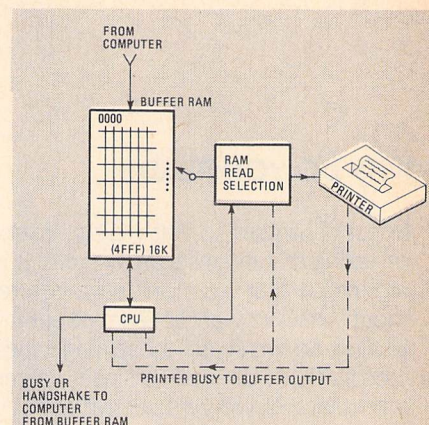 FROM
COMPUTER
BUFFER RAM
0000
RAM
READ
SELECTION
PRINTER
(4FFF) 16K
CPU
PRINTER BUSY TO BUFFER OUTPUT
BUSY OR
HANDSHAKE TO
COMPUTER
FROM BUFFER RAM